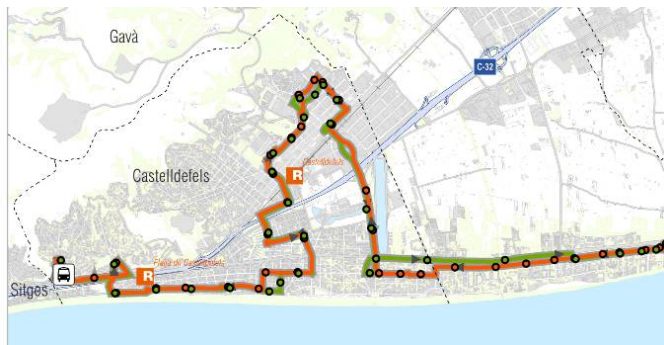 Gavà
C-32
Castelldefels
R
Castelldefels
Platja de Castelldefels
R
Sitges